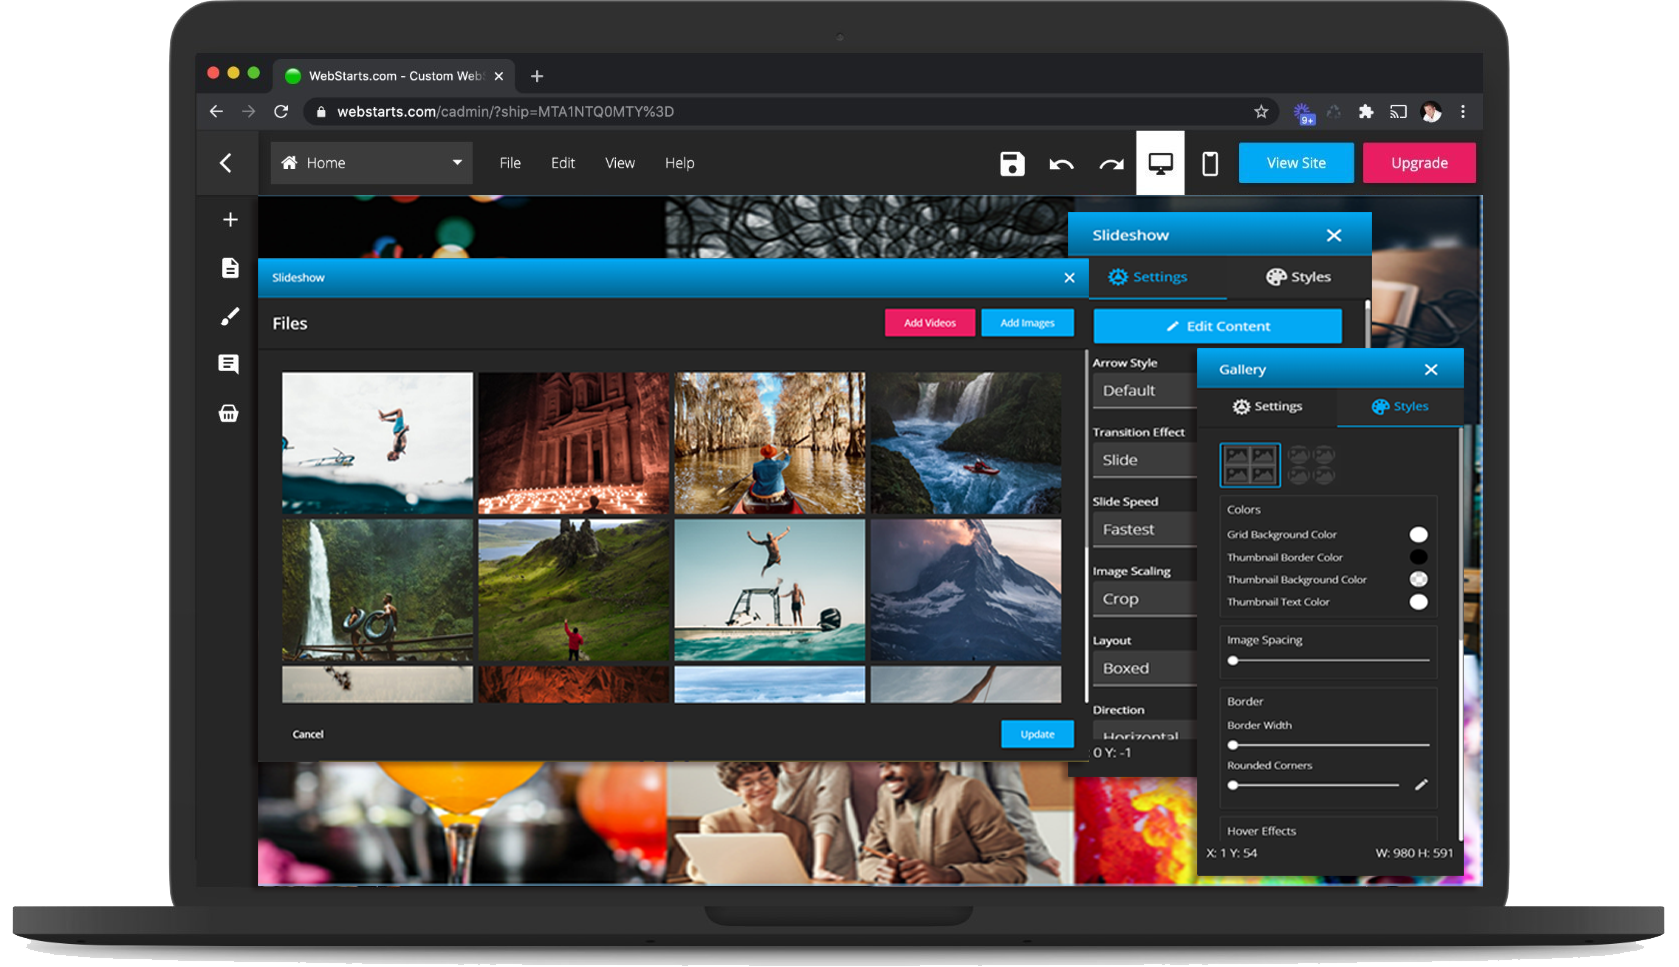 WebStarts.com - Custom Web
webstarts.com/cadmin/?ship=MTA1NTQ0MTY%3D
9+
Home
File
Edit
View
Help
View Site
Upgrade
Slideshow
Settings
Styles
Edit Content
Arrow Style
Default
Transition Effect
Slide
Slide Speed
Fastest
Image Scaling
Crop
Layout
Boxed
Direction
Horizontal
0 Y: -1
Slideshow
Files
Add Videos
Add Images
Cancel
Update
Gallery
Settings
Styles
Colors
Grid Background Color
Thumbnail Border Color
Thumbnail Background Color
Thumbnail Text Color
Image Spacing
Border
Border Width
Rounded Corners
Hover Effects
X: 1 Y: 54
W: 980 H: 591